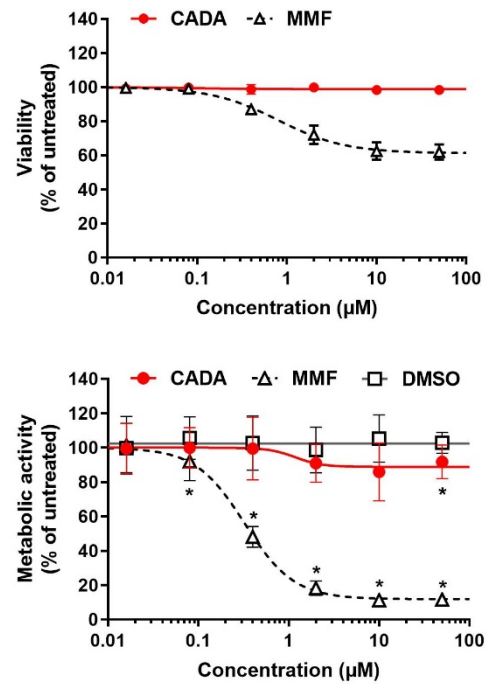 CADA MMF
140
120
100
80
60
40
20
0
Viability
(% of untreated)
0.01 0.1 1 10 100
Concentration (µM)
CADA MMF DMSO
140
120
100
80
60
40
20
0
Metabolic activity
(% of untreated)
* * * * * *
0.01 0.1 1 10 100
Concentration (µM)